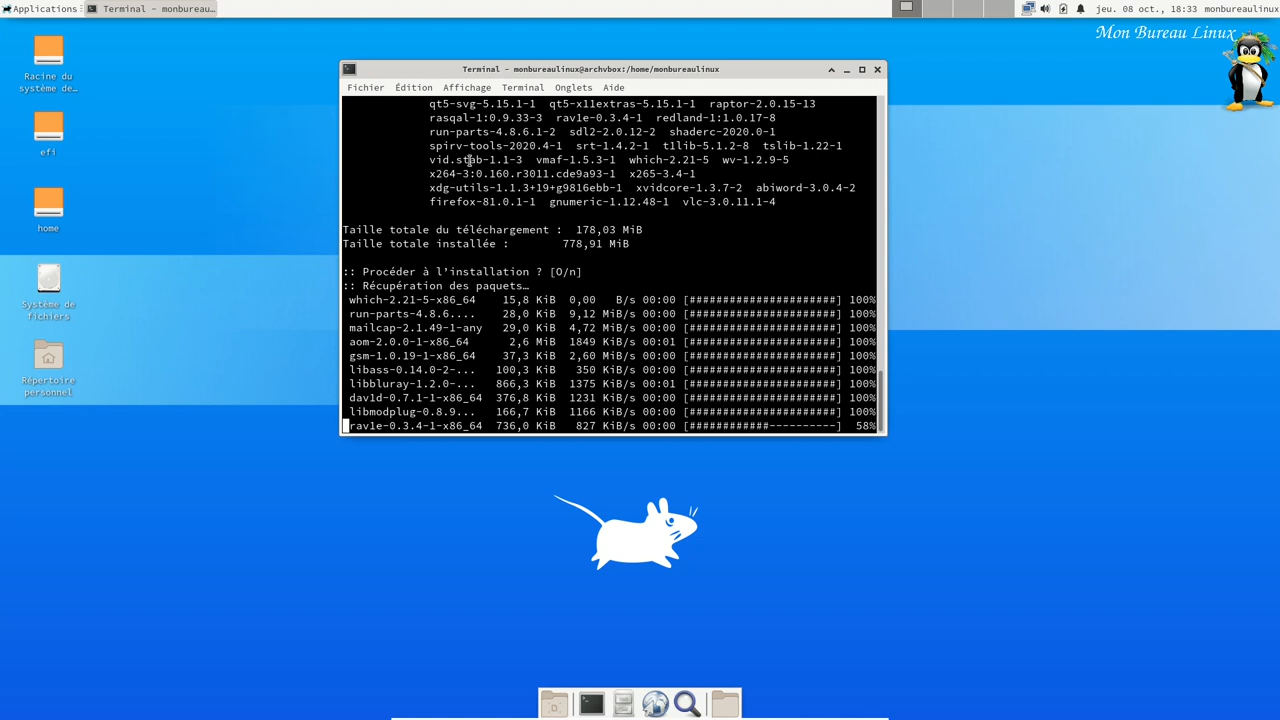 Applications
Terminal - monbureau...
jeu. 08 oct., 18:33 monbureaulinux
Mon Bureau Linux
Racine du
système de...
efi
home
Système de
fichiers
Répertoire
personnel
Terminal - monbureaulinux@archvbox:/home/monbureaulinux
Fichier Édition Affichage Terminal Onglets Aide
qt5-svg-5.15.1-1 qt5-x11extras-5.15.1-1 raptor-2.0.15-13
rasqal-1:0.9.33-3 rav1e-0.3.4-1 redland-1:1.0.17-8
run-parts-4.8.6.1-2 sdl2-2.0.12-2 shaderc-2020.0-1
spirv-tools-2020.4-1 srt-1.4.2-1 t1lib-5.1.2-8 tslib-1.22-1
vid.stab-1.1-3 vmaf-1.5.3-1 which-2.21-5 wv-1.2.9-5
x264-3:0.160.r3011.cde9a93-1 x265-3.4-1
xdg-utils-1.1.3+19+g9816ebb-1 xvidcore-1.3.7-2 abiword-3.0.4-2
firefox-81.0.1-1 gnumeric-1.12.48-1 vlc-3.0.11.1-4
Taille totale du téléchargement : 178,03 MiB
Taille totale installée : 778,91 MiB
:: Procéder à l’installation ? [O/n]
:: Récupération des paquets…
which-2.21-5-x86_64 15,8 KiB 0,00 B/s 00:00 [######################] 100%
run-parts-4.8.6.... 28,0 KiB 9,12 MiB/s 00:00 [######################] 100%
mailcap-2.1.49-1-any 29,0 KiB 4,72 MiB/s 00:00 [######################] 100%
aom-2.0.0-1-x86_64 2,6 MiB 1849 KiB/s 00:01 [######################] 100%
gsm-1.0.19-1-x86_64 37,3 KiB 2,60 MiB/s 00:00 [######################] 100%
libass-0.14.0-2-... 100,3 KiB 350 KiB/s 00:00 [######################] 100%
libbluray-1.2.0-... 866,3 KiB 1375 KiB/s 00:01 [######################] 100%
dav1d-0.7.1-1-x86_64 376,8 KiB 1231 KiB/s 00:00 [######################] 100%
libmodplug-0.8.9... 166,7 KiB 1166 KiB/s 00:00 [######################] 100%
rav1e-0.3.4-1-x86_64 736,0 KiB 827 KiB/s 00:00 [############----------] 58%